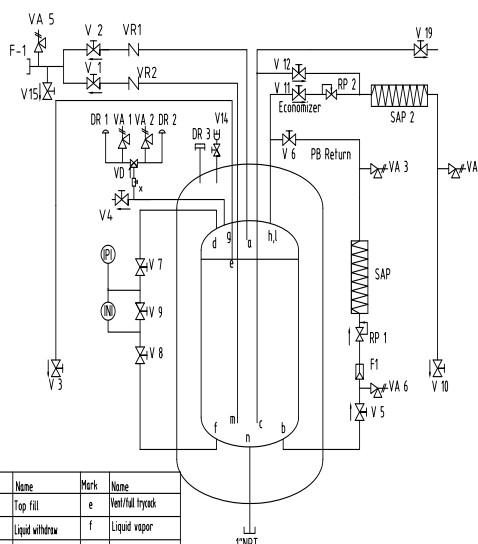 VA 5
V 2
VR1
V 19
F-1
V 12
RP 2
V 1
VR2
V 11
V15
Economizer
SAP 2
DR 1 VA 1 VA 2 DR 2
V14
DR 3
V 6
PB Return
VD 1
x
VA 3
VA
V4
d
g
a
h,l
e
IPI
V 7
SAP
INI
V 9
RP 1
V 8
F1
V 3
VA 6
V 10
m
c
V 5
f
b
n
Name Mark Name
Top fill e Vent/full trycock
Liquid withdraw f Liquid vapor
1"NPT